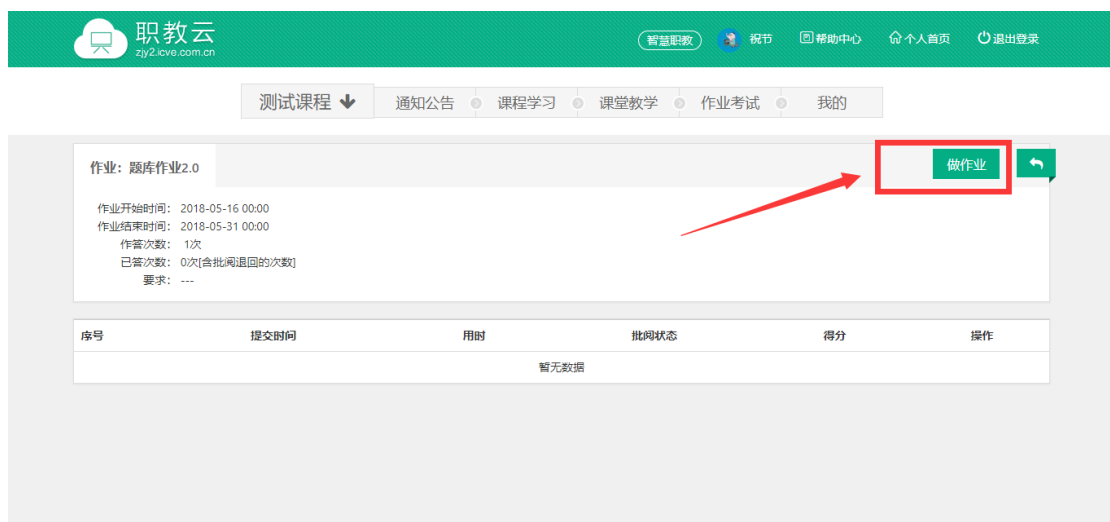 职教云
zjy2.icve.com.cn
智慧职教 祝节 帮助中心 个人首页 退出登录
测试课程 通知公告 课程学习 课堂教学 作业考试 我的
作业：题库作业2.0 做作业
作业开始时间： 2018-05-16 00:00
作业结束时间： 2018-05-31 00:00
作答次数： 1次
已答次数： 0次[含批阅退回的次数]
要求： ---
序号 提交时间 用时 批阅状态 得分 操作
暂无数据